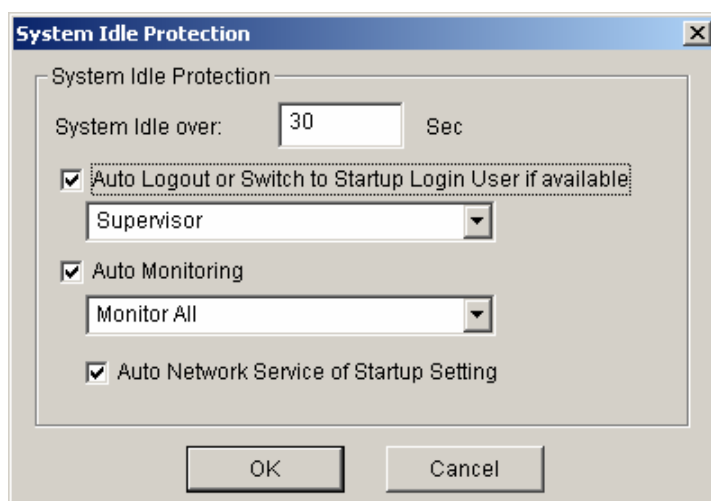 System Idle Protection
System Idle Protection
System Idle over: 30 Sec
Auto Logout or Switch to Startup Login User if available
Supervisor
Auto Monitoring
Monitor All
Auto Network Service of Startup Setting
OK Cancel